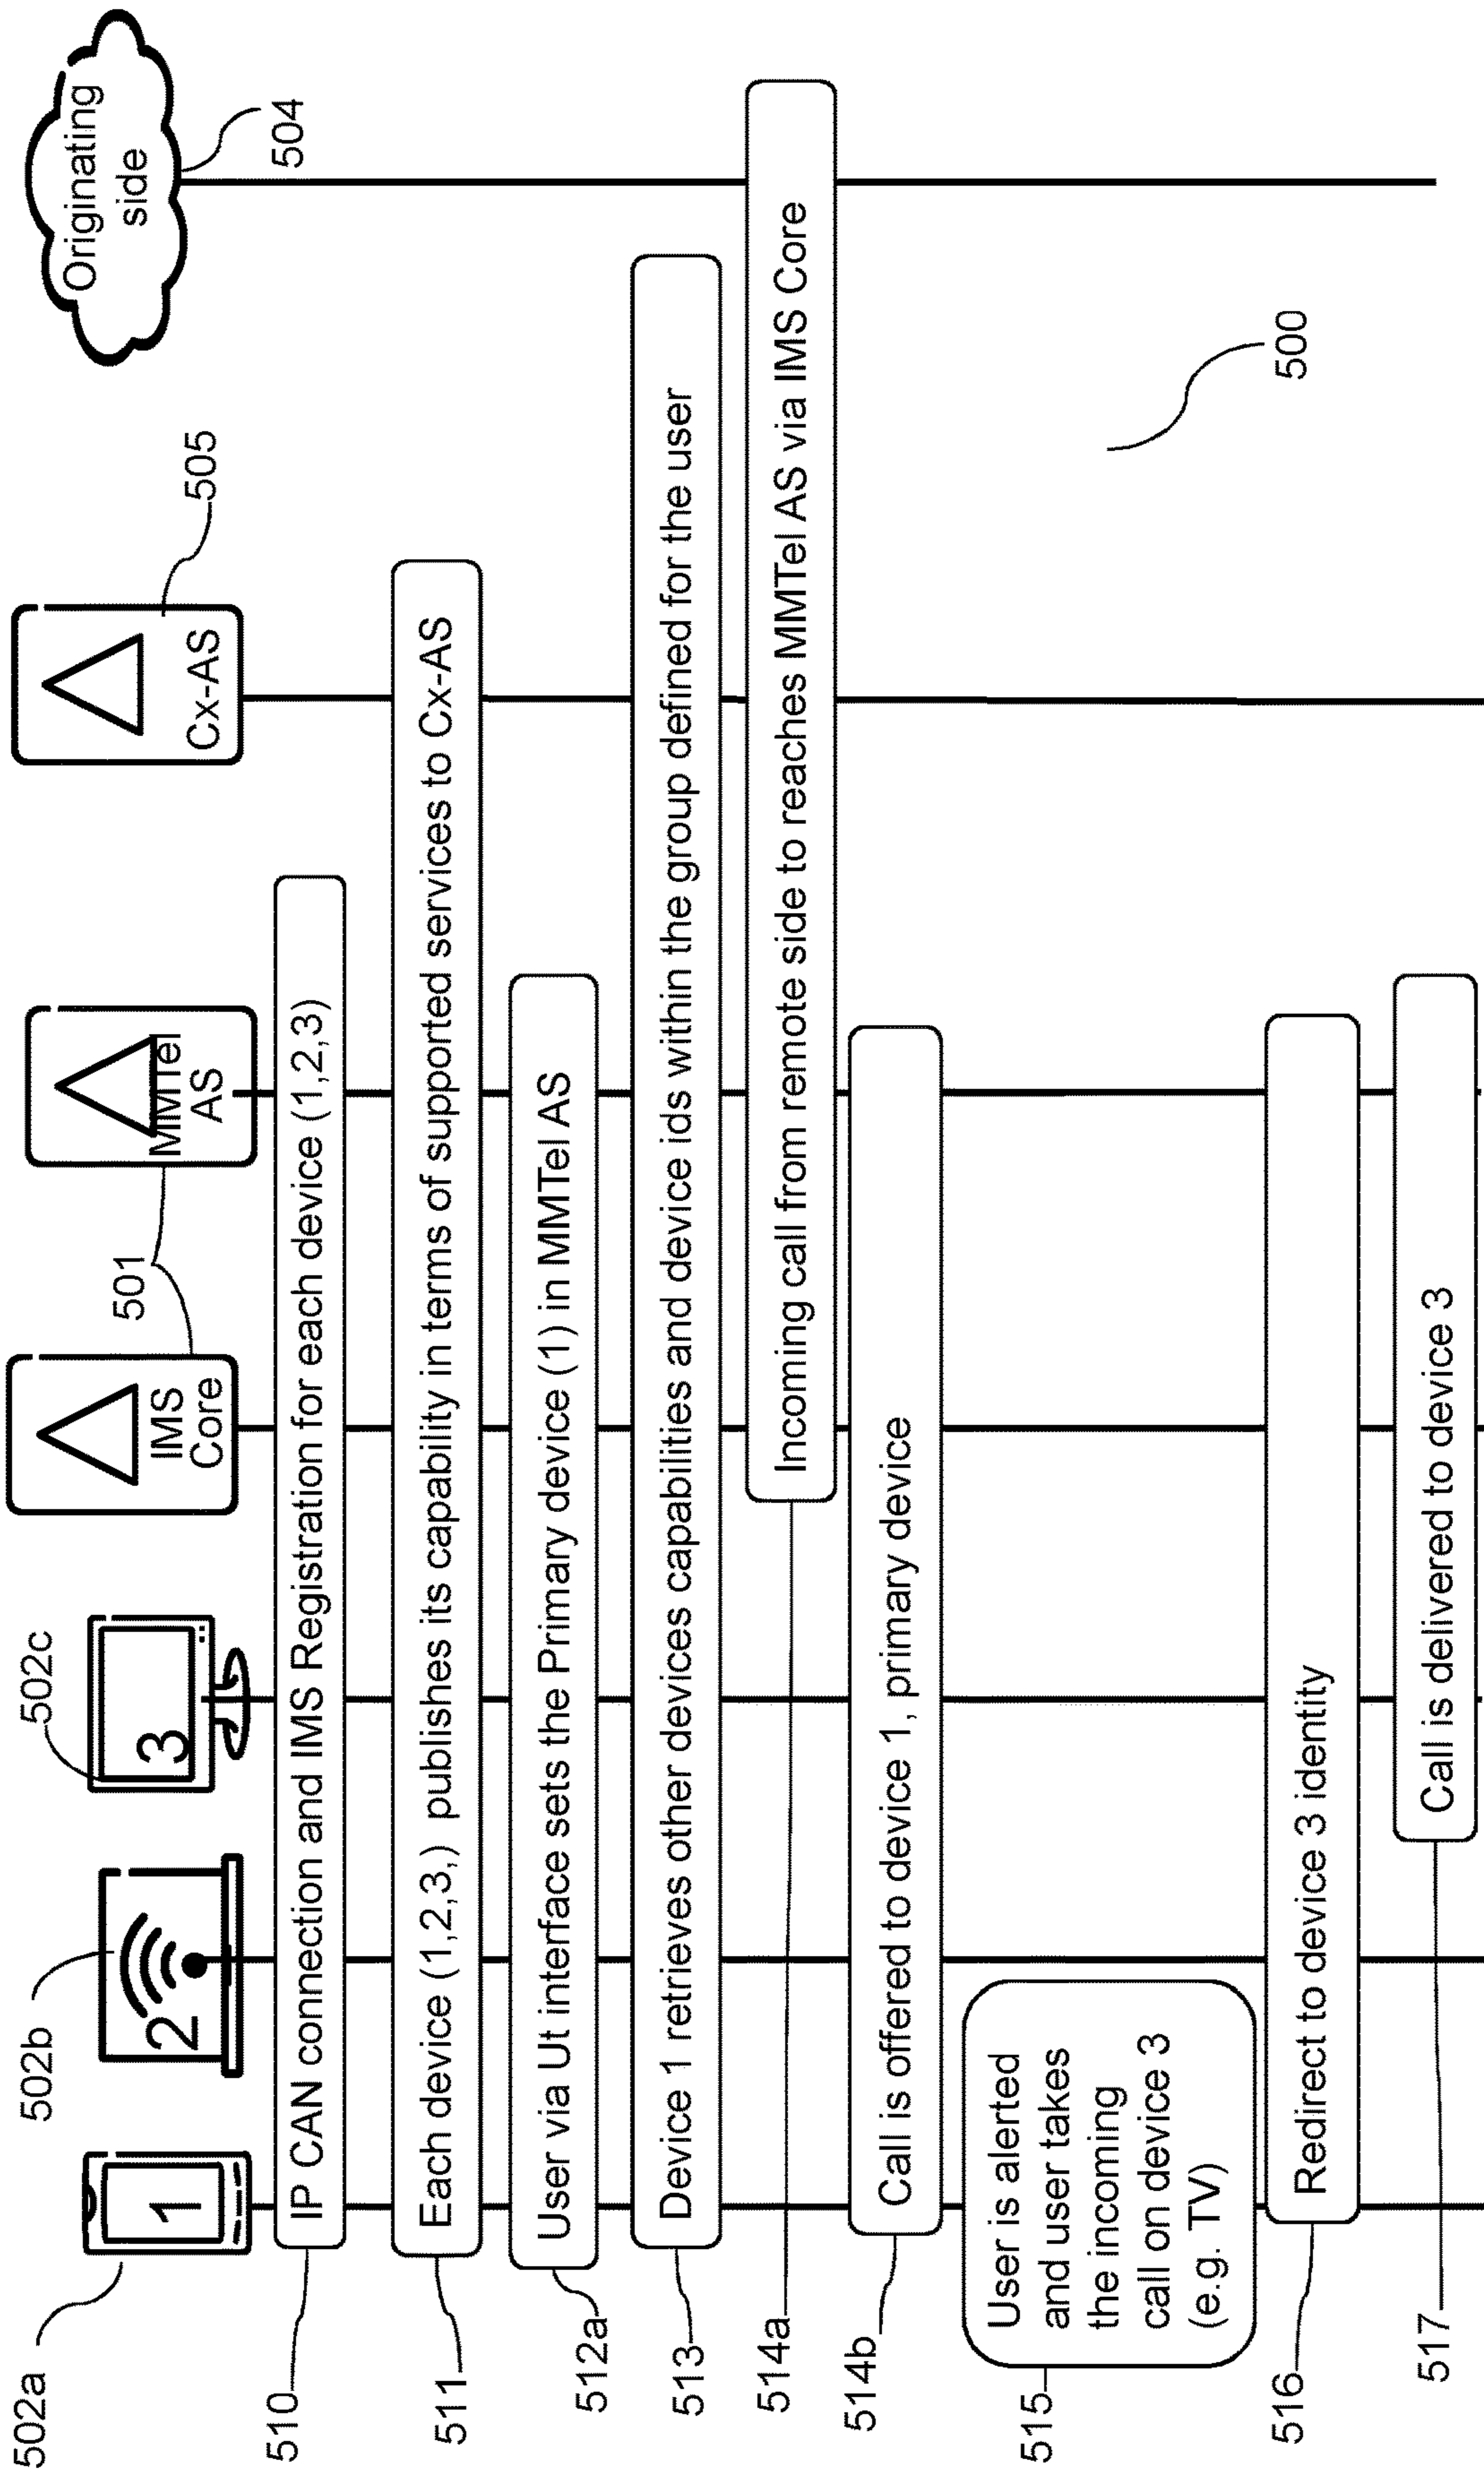 502a
502b
502c
501
505
504
1
2
3
IMS
Core
MMTel
AS
Cx-AS
Originating
side
510
IP CAN connection and IMS Registration for each device (1,2,3)
511
Each device (1,2,3,) publishes its capability in terms of supported services to Cx-AS
512a
User via Ut interface sets the Primary device (1) in MMTel AS
513
Device 1 retrieves other devices capabilities and device ids within the group defined for the user
514a
Incoming call from remote side to reaches MMTel AS via IMS Core
514b
Call is offered to device 1, primary device
515
User is alerted
and user takes
the incoming
call on device 3
(e.g. TV)
500
516
Redirect to device 3 identity
517
Call is delivered to device 3